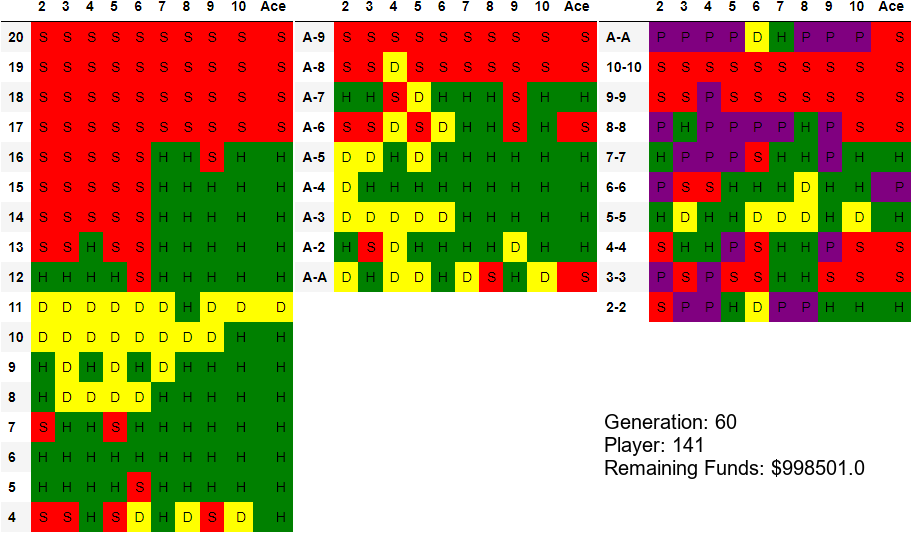 2 3 4 5 6 7 8 9 10 Ace
20 S S S S S S S S S S
19 S S S S S S S S S S
18 S S S S S S S S S S
17 S S S S S S S S S S
16 S S S S S H H S H H
15 S S S S S H H H H H
14 S S S S S H H H H H
13 S S H S S H H H H H
12 H H H H S H H H H H
11 D D D D D D H D D D
10 D D D D D D D D H H
9 H D H D H D H H H H
8 H D D D D H H H H H
7 S H H S H H H H H H
6 H H H H H H H H H H
5 H H H H S H H H H H
4 S S H S D H D S D H
2 3 4 5 6 7 8 9 10 Ace
A-9 S S S S S S S S S S
A-8 S S D S S S S S S S
A-7 H H S D H H H S H H
A-6 S S D S D H H S H S
A-5 D D H D H H H H H H
A-4 D H H H H H H H H H
A-3 D D D D D H H H H H
A-2 H S D H H H H D H H
A-A D H D D H D S H D S
2 3 4 5 6 7 8 9 10 Ace
A-A P P P P D H P P P S
10-10 S S S S S S S S S S
9-9 S S P S S S S S S S
8-8 P H P P P P H P S S
7-7 H P P P S H H P H H
6-6 P S S H H H D H H P
5-5 H D H H D D D H D H
4-4 S H H P S H H P S S
3-3 P S P S S H H S S S
2-2 S P P H D P P H H H
Generation: 60
Player: 141
Remaining Funds: $998501.0